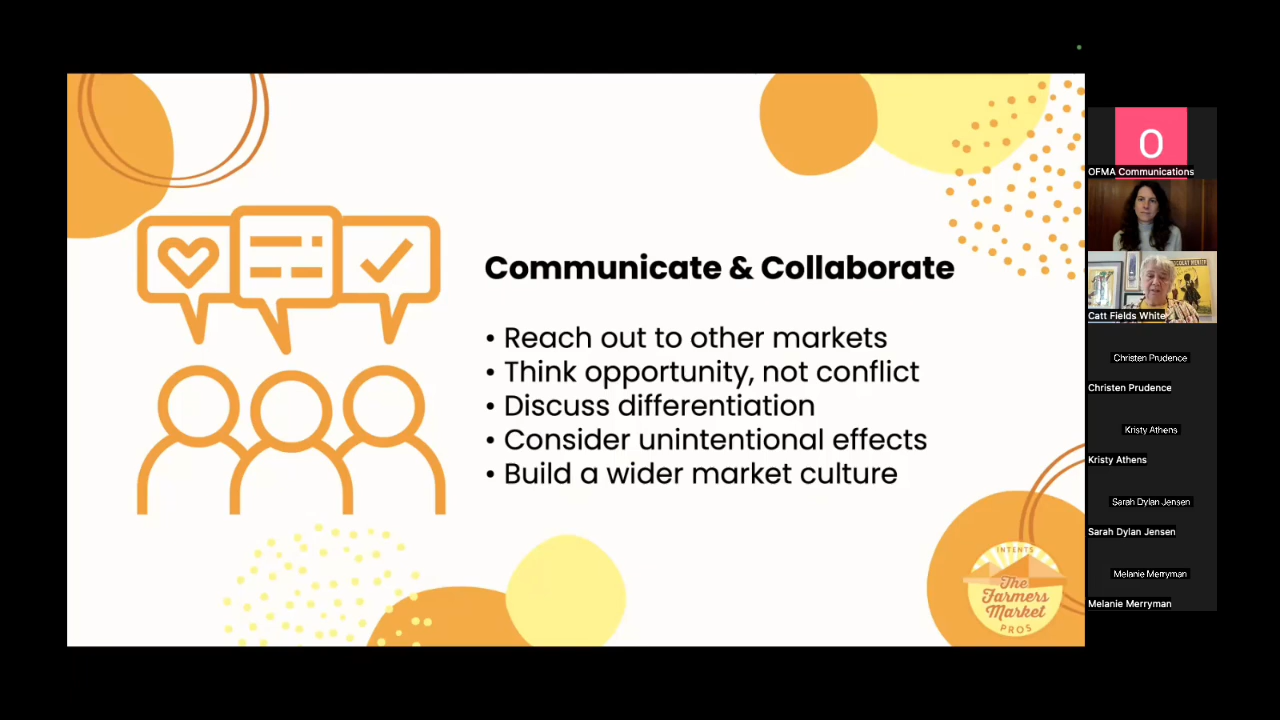 Communicate & Collaborate
• Reach out to other markets
• Think opportunity, not conflict
• Discuss differentiation
• Consider unintentional effects
• Build a wider market culture
INTENTS
The
Farmers
Market
PROS
O
OFMA Communications
Catt Fields White
Christen Prudence
Christen Prudence
Kristy Athens
Kristy Athens
Sarah Dylan Jensen
Sarah Dylan Jensen
Melanie Merryman
Melanie Merryman